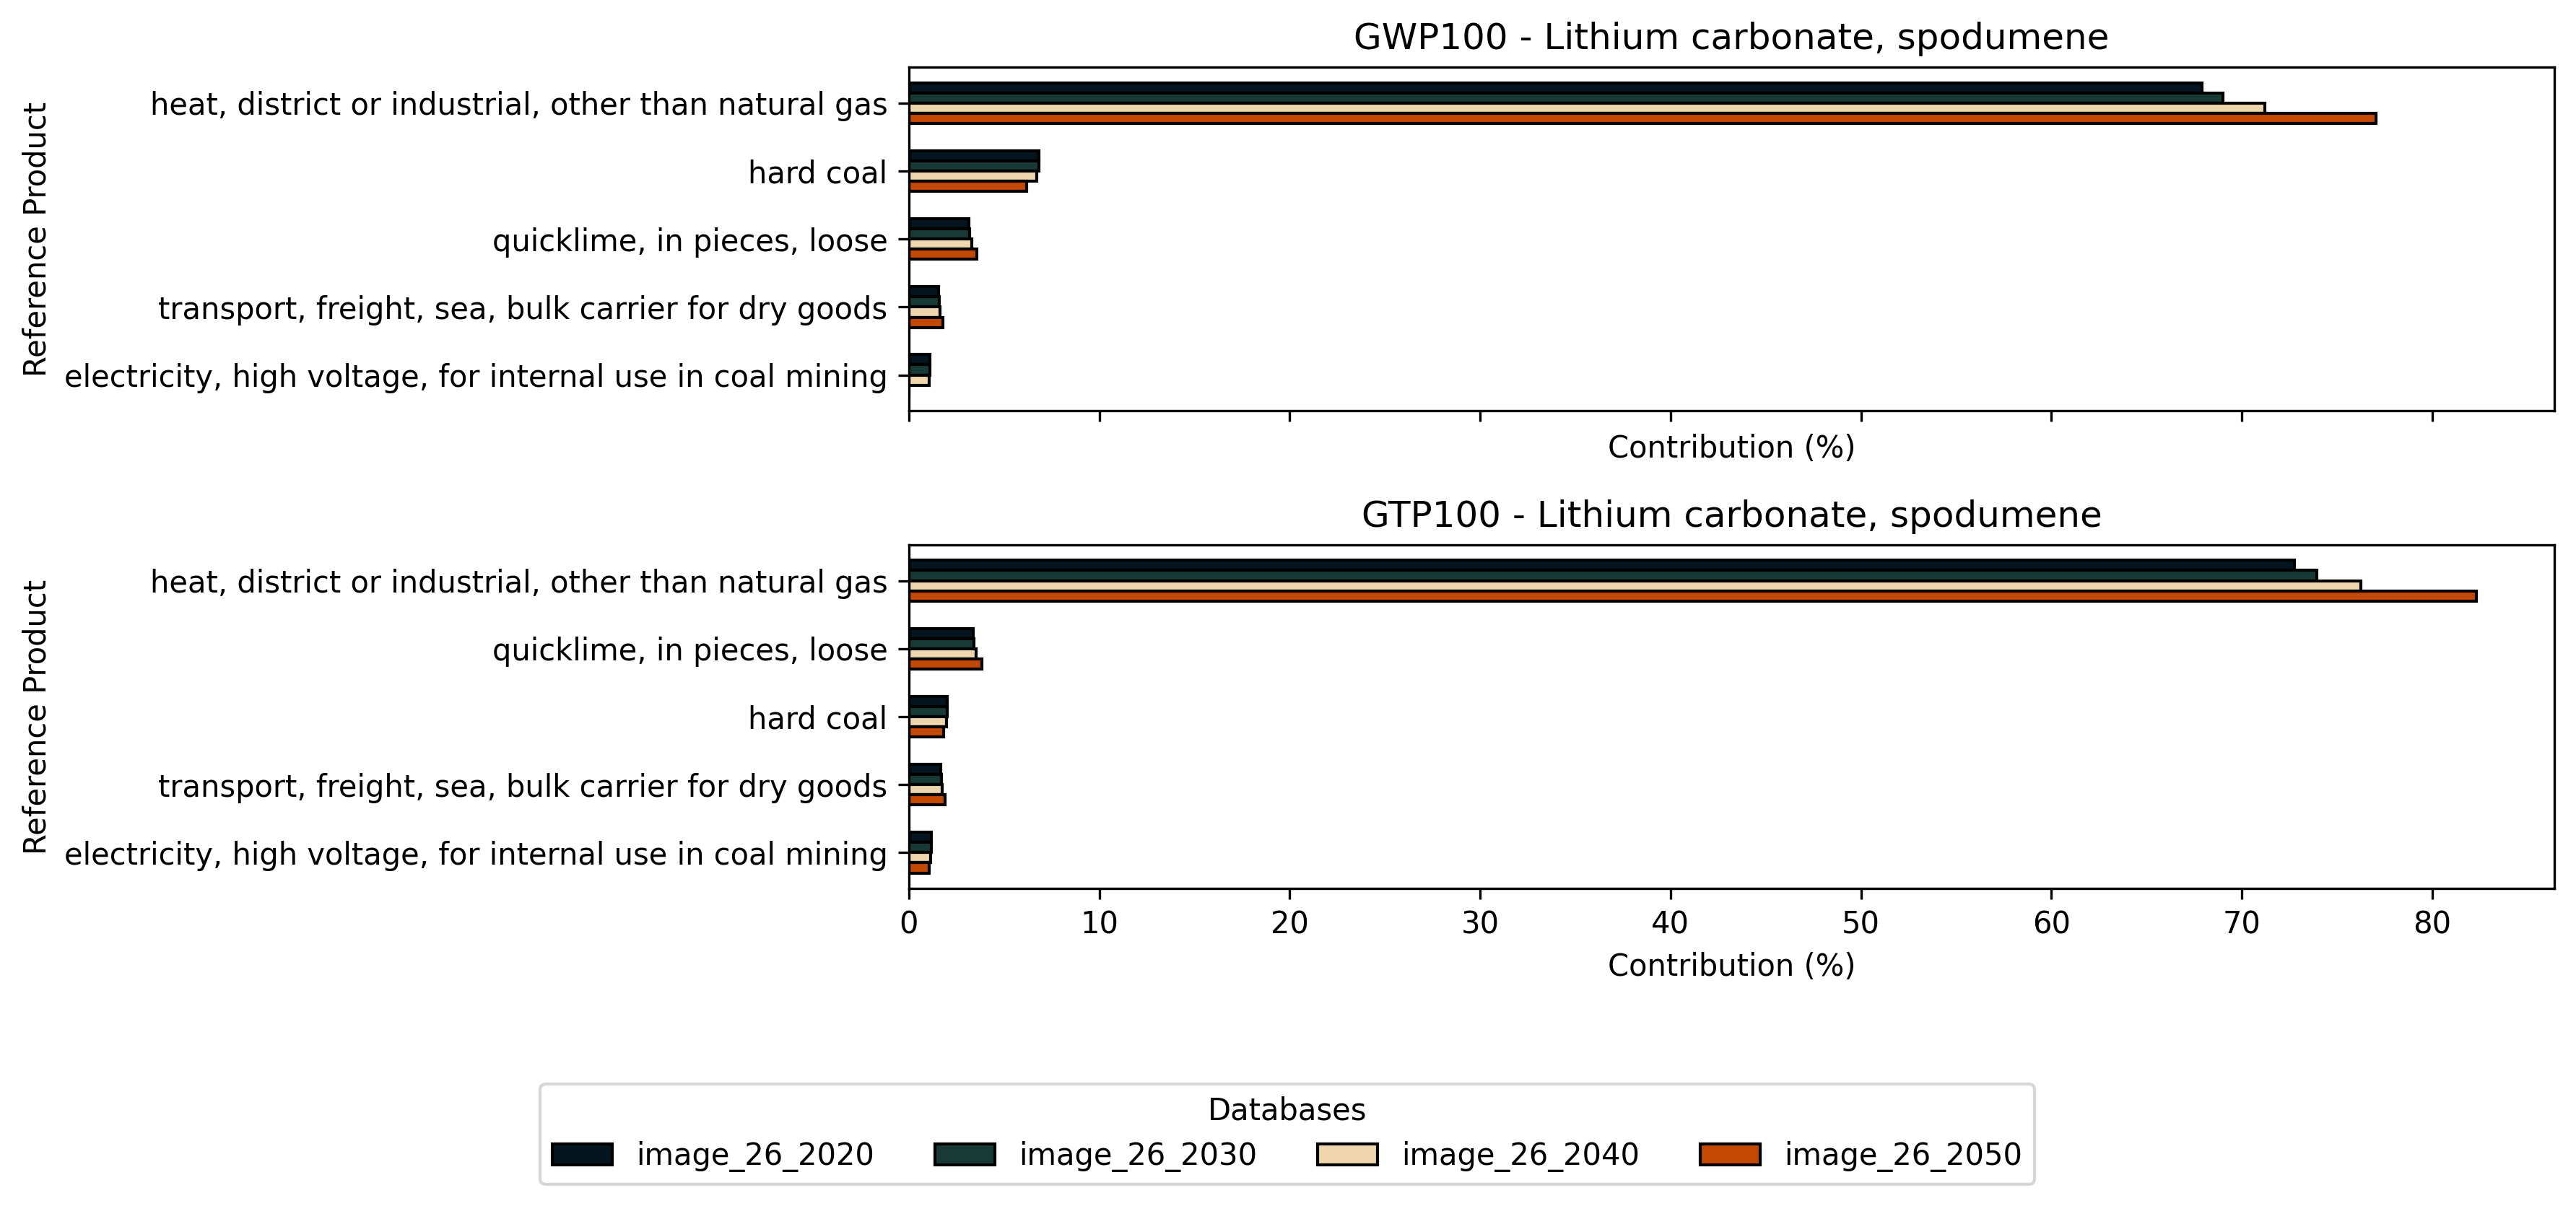 GWP100 - Lithium carbonate, spodumene
Reference Product
heat, district or industrial, other than natural gas
hard coal
quicklime, in pieces, loose
transport, freight, sea, bulk carrier for dry goods
electricity, high voltage, for internal use in coal mining
Contribution (%)
GTP100 - Lithium carbonate, spodumene
Reference Product
heat, district or industrial, other than natural gas
quicklime, in pieces, loose
hard coal
transport, freight, sea, bulk carrier for dry goods
electricity, high voltage, for internal use in coal mining
0 10 20 30 40 50 60 70 80
Contribution (%)
Databases
image_26_2020 image_26_2030 image_26_2040 image_26_2050